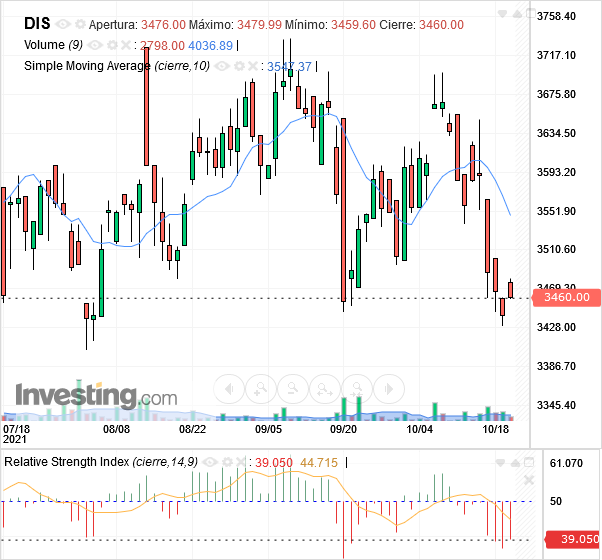 DIS Apertura: 3476.00 Máximo: 3479.99 Mínimo: 3459.60 Cierre: 3460.00
Volume (9) : 2798.00 4036.89
Simple Moving Average (cierre,10) : 3547.37
3758.40
3717.10
3675.80
3634.50
3593.20
3551.90
3510.60
3469.30
3460.00
3428.00
3386.70
3345.40
Investing.com
07/18 08/08 08/22 09/05 09/20 10/04 10/18
2021
Relative Strength Index (cierre,14,9) : 39.050 44.715
61.070
50
39.050